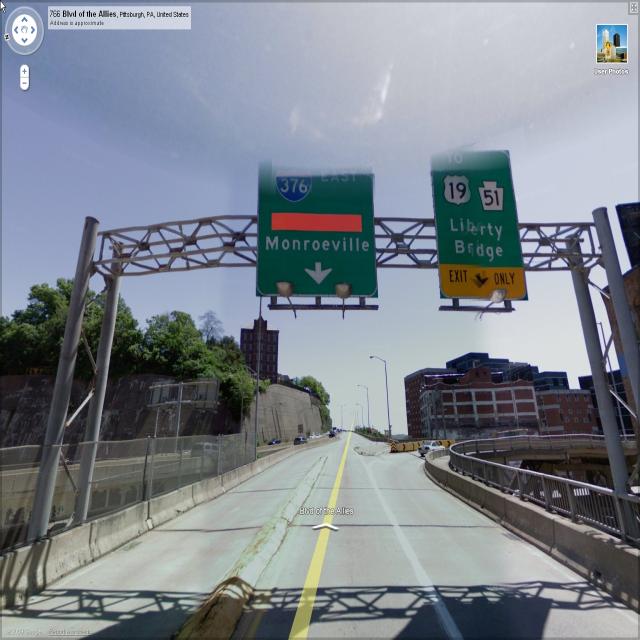 766 Blvd of the Allies, Pittsburgh, PA, United States
Address is approximate
User Photos
EAST
376
Monroeville
TO
19 51
Liberty
Bridge
EXIT ONLY
Blvd of the Allies